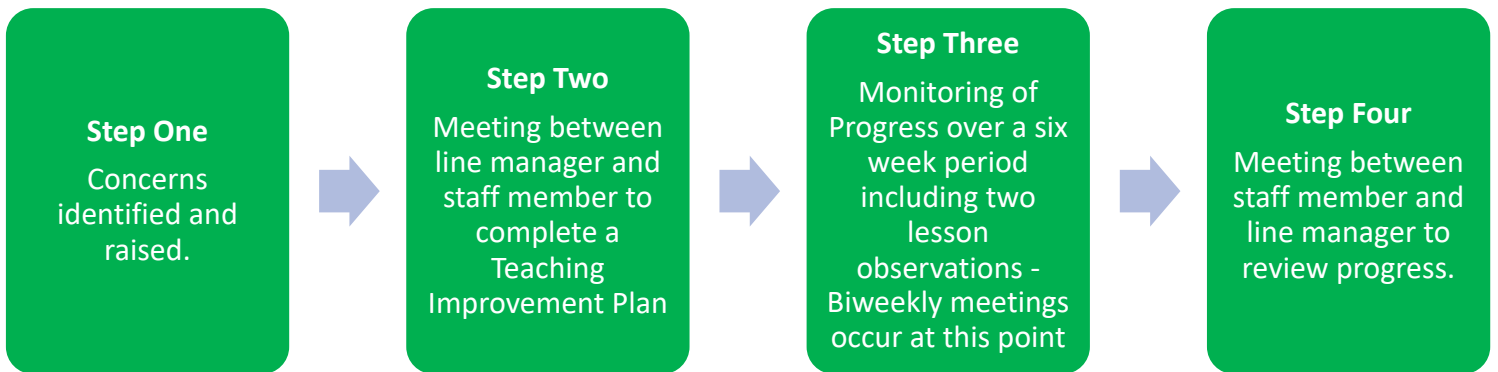 Step One
Concerns
identified and
raised.
Step Two
Meeting between
line manager and
staff member to
complete a
Teaching
Improvement Plan
Step Three
Monitoring of
Progress over a six
week period
including two
lesson
observations -
Biweekly meetings
occur at this point
Step Four
Meeting between
staff member and
line manager to
review progress.